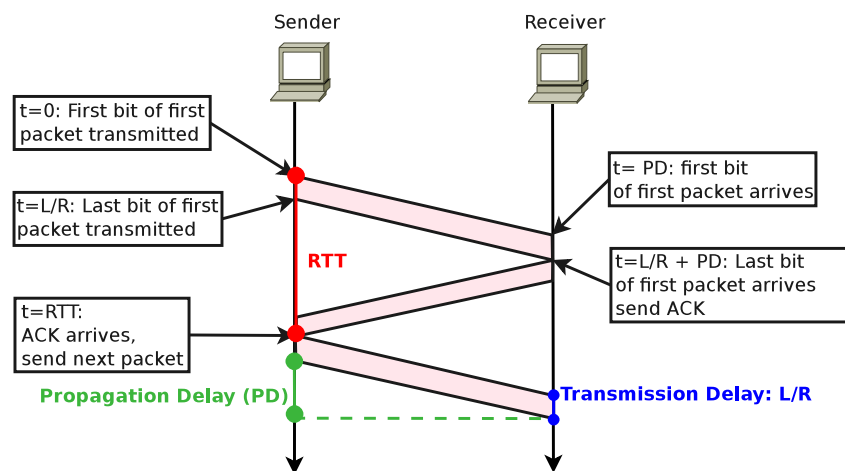 Sender
Receiver
t=0: First bit of first
packet transmitted
t= PD: first bit
of first packet arrives
t=L/R: Last bit of first
packet transmitted
RTT
t=L/R + PD: Last bit
of first packet arrives
send ACK
t=RTT:
ACK arrives,
send next packet
Propagation Delay (PD)
Transmission Delay: L/R